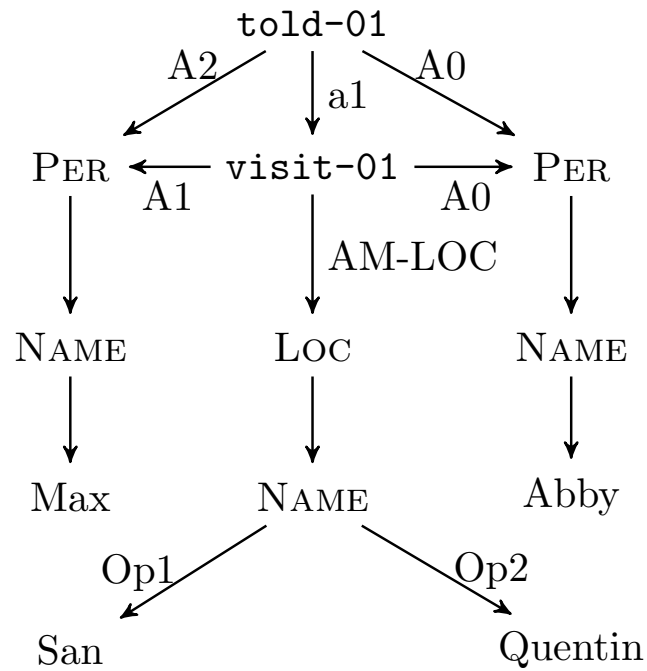 told-01
A2 A0
a1
PER visit-01 PER
A1 A0
AM-LOC
NAME LOC NAME
Max NAME Abby
Op1 Op2
San Quentin